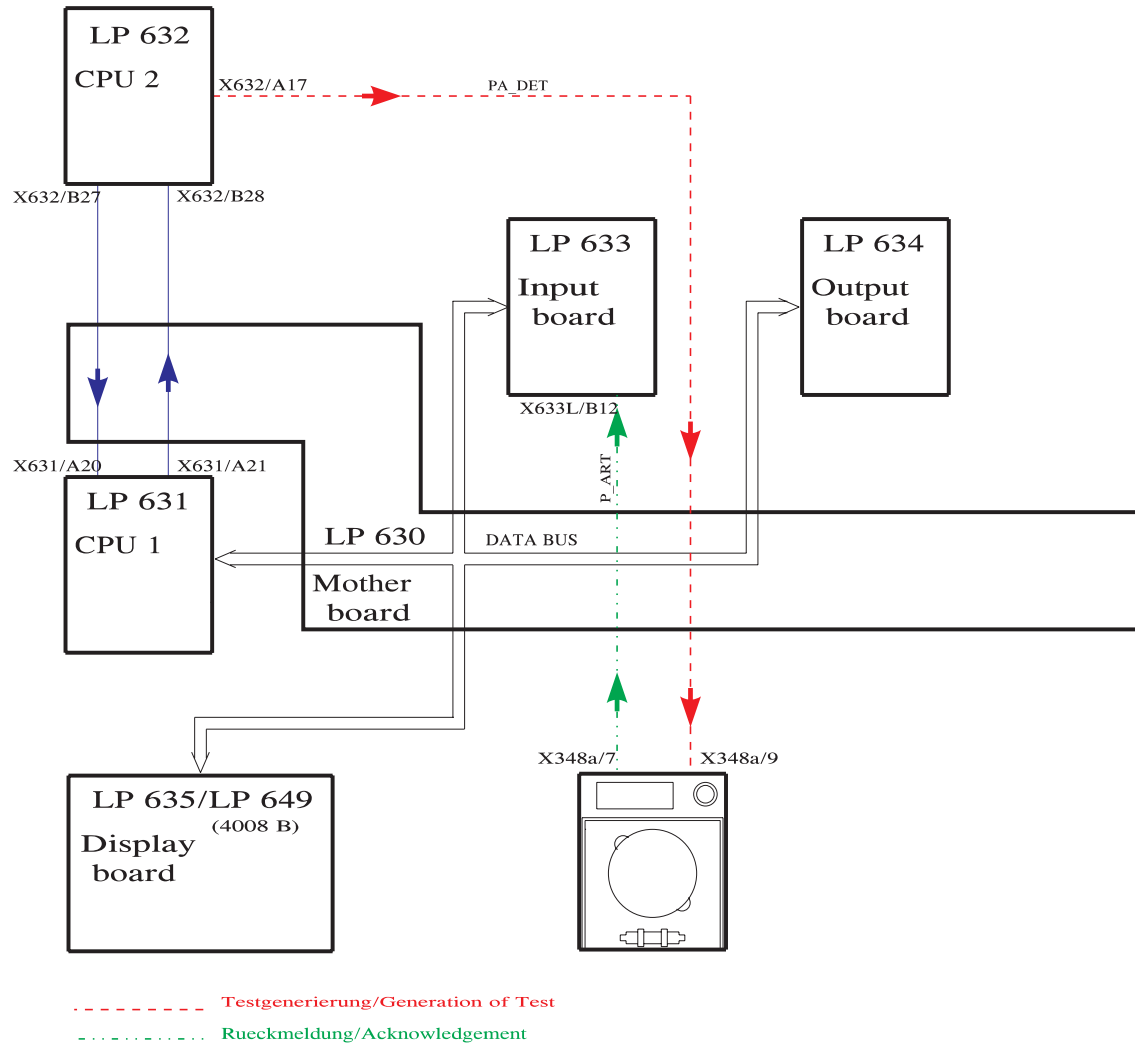 LP 632
CPU 2
X632/A17
PA_DET
X632/B27
X632/B28
LP 633
Input
board
LP 634
Output
board
X633L/B12
X631/A20
X631/A21
P_ART
LP 631
CPU 1
LP 630
DATA BUS
Mother
board
X348a/7
X348a/9
LP 635/LP 649
(4008 B)
Display
board
Testgenerierung/Generation of Test
Rueckmeldung/Acknowledgement